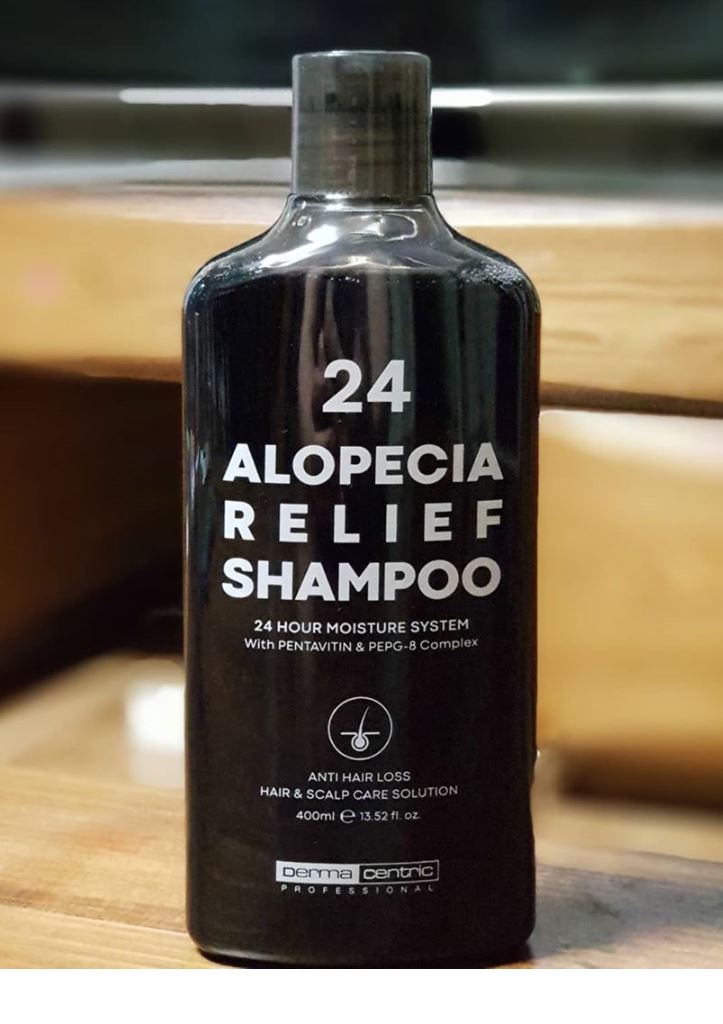 24
ALOPECIA
RELIEF
SHAMPOO
24 HOUR MOISTURE SYSTEM
With PENTAVITIN & PEPG-8 Complex
ANTI HAIR LOSS
HAIR & SCALP CARE SOLUTION
400ml ℮ 13.52 fl. oz.
Derma centric
PROFESSIONAL